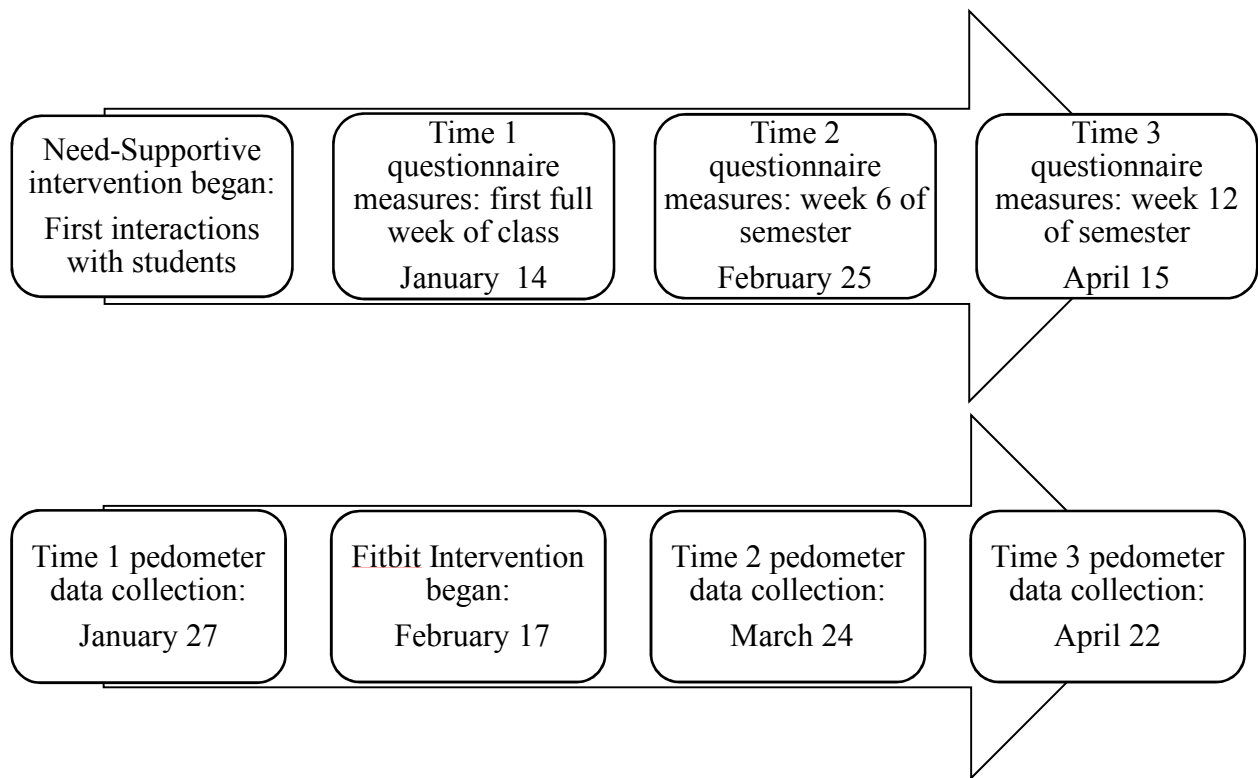 Need-Supportive
intervention began:
First interactions
with students
Time 1
questionnaire
measures: first full
week of class
January 14
Time 2
questionnaire
measures: week 6 of
semester
February 25
Time 3
questionnaire
measures: week 12
of semester
April 15
Time 1 pedometer
data collection:
January 27
Fitbit Intervention
began:
February 17
Time 2 pedometer
data collection:
March 24
Time 3 pedometer
data collection:
April 22